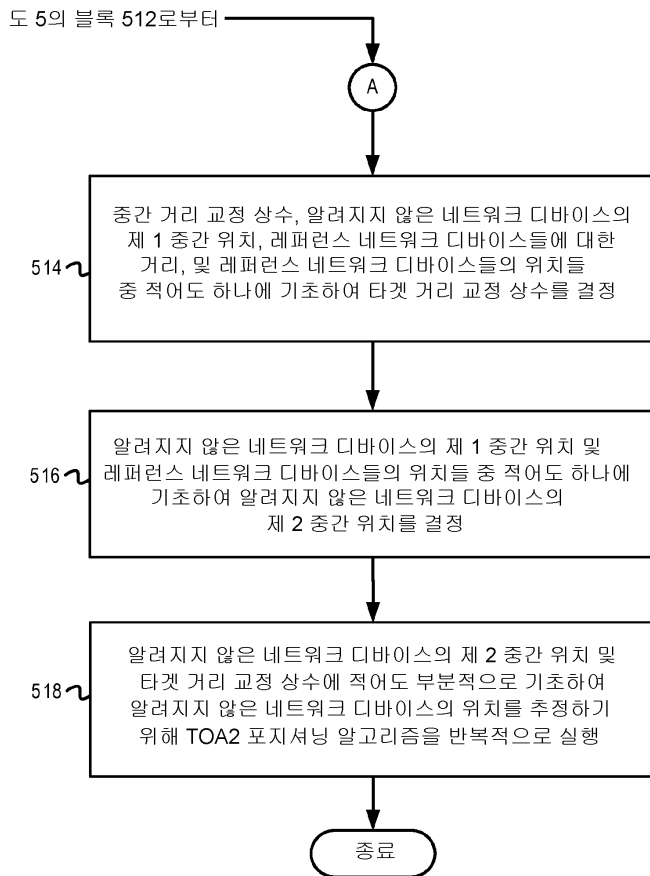 도 5의 블록 512로부터
A
중간 거리 교정 상수, 알려지지 않은 네트워크 디바이스의
제 1 중간 위치, 레퍼런스 네트워크 디바이스들에 대한
거리, 및 레퍼런스 네트워크 디바이스들의 위치들
중 적어도 하나에 기초하여 타겟 거리 교정 상수를 결정
514
알려지지 않은 네트워크 디바이스의 제 1 중간 위치 및
레퍼런스 네트워크 디바이스들의 위치들 중 적어도 하나에
기초하여 알려지지 않은 네트워크 디바이스의
제 2 중간 위치를 결정
516
알려지지 않은 네트워크 디바이스의 제 2 중간 위치 및
타겟 거리 교정 상수에 적어도 부분적으로 기초하여
알려지지 않은 네트워크 디바이스의 위치를 추정하기
위해 TOA2 포지셔닝 알고리즘을 반복적으로 실행
518
종료